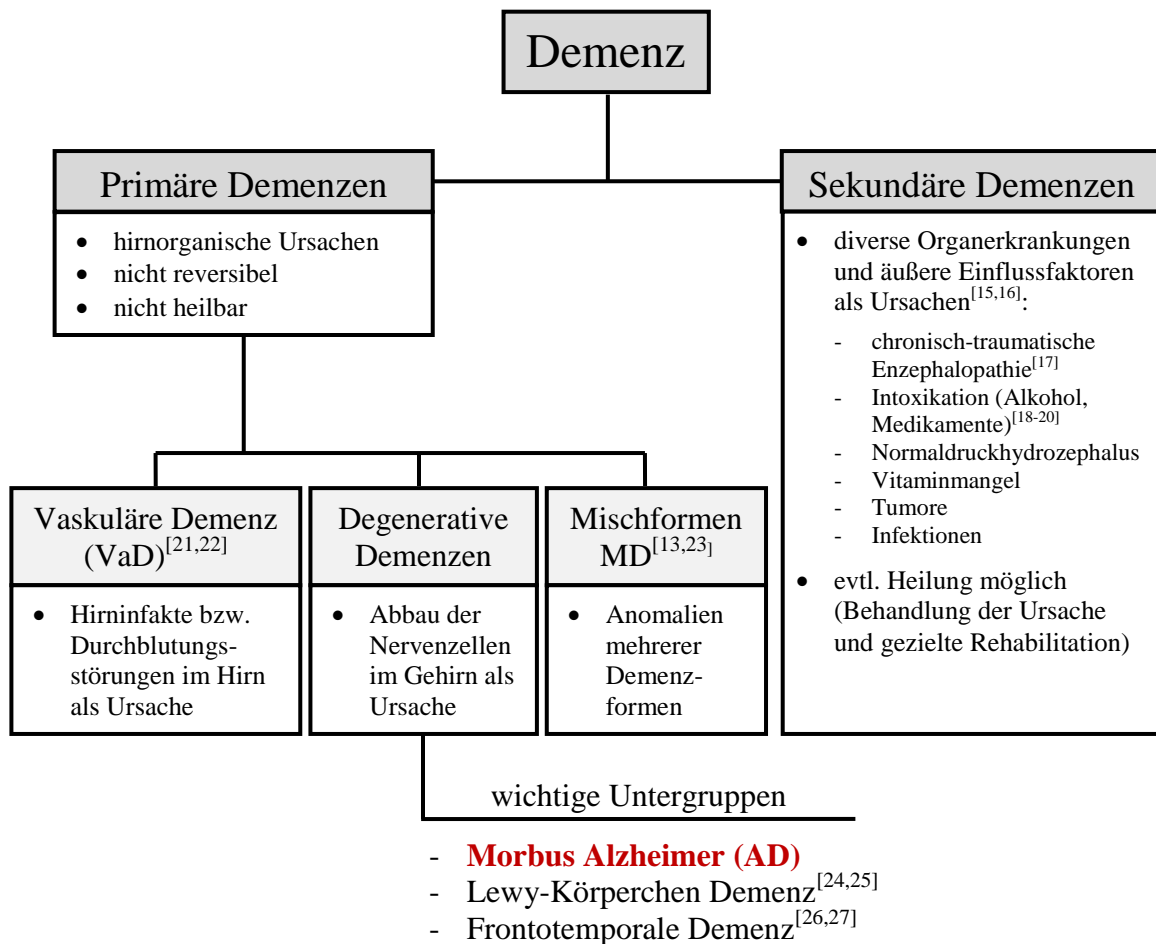 Demenz
Primäre Demenzen
• hirnorganische Ursachen
• nicht reversibel
• nicht heilbar
Sekundäre Demenzen
• diverse Organerkrankungen
und äußere Einflussfaktoren
als Ursachen[15,16]:
- chronisch-traumatische
Enzephalopathie[17]
- Intoxikation (Alkohol,
Medikamente)[18-20]
- Normaldruckhydrozephalus
- Vitaminmangel
- Tumore
- Infektionen
• evtl. Heilung möglich
(Behandlung der Ursache
und gezielte Rehabilitation)
Vaskuläre Demenz
(VaD)[21,22]
• Hirninfakte bzw.
Durchblutungs-
störungen im Hirn
als Ursache
Degenerative
Demenzen
• Abbau der
Nervenzellen
im Gehirn als
Ursache
Mischformen
MD[13,23]
• Anomalien
mehrerer
Demenz-
formen
wichtige Untergruppen
- Morbus Alzheimer (AD)
- Lewy-Körperchen Demenz[24,25]
- Frontotemporale Demenz[26,27]